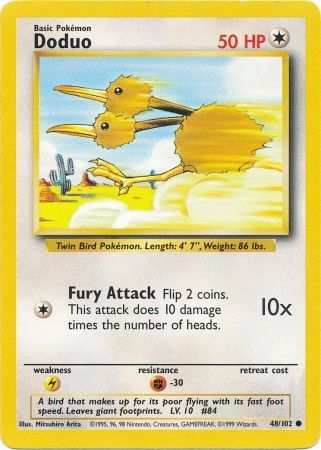 Basic Pokémon
Doduo 50 HP
Twin Bird Pokémon. Length: 4' 7", Weight: 86 lbs.
Fury Attack Flip 2 coins.
This attack does 10 damage
times the number of heads.
10x
weakness resistance retreat cost
-30
A bird that makes up for its poor flying with its fast foot
speed. Leaves giant footprints. LV. 10 #84
Illus. Mitsuhiro Arita ©1995, 96, 98 Nintendo, Creatures, GAMEFREAK. ©1999 Wizards. 48/102